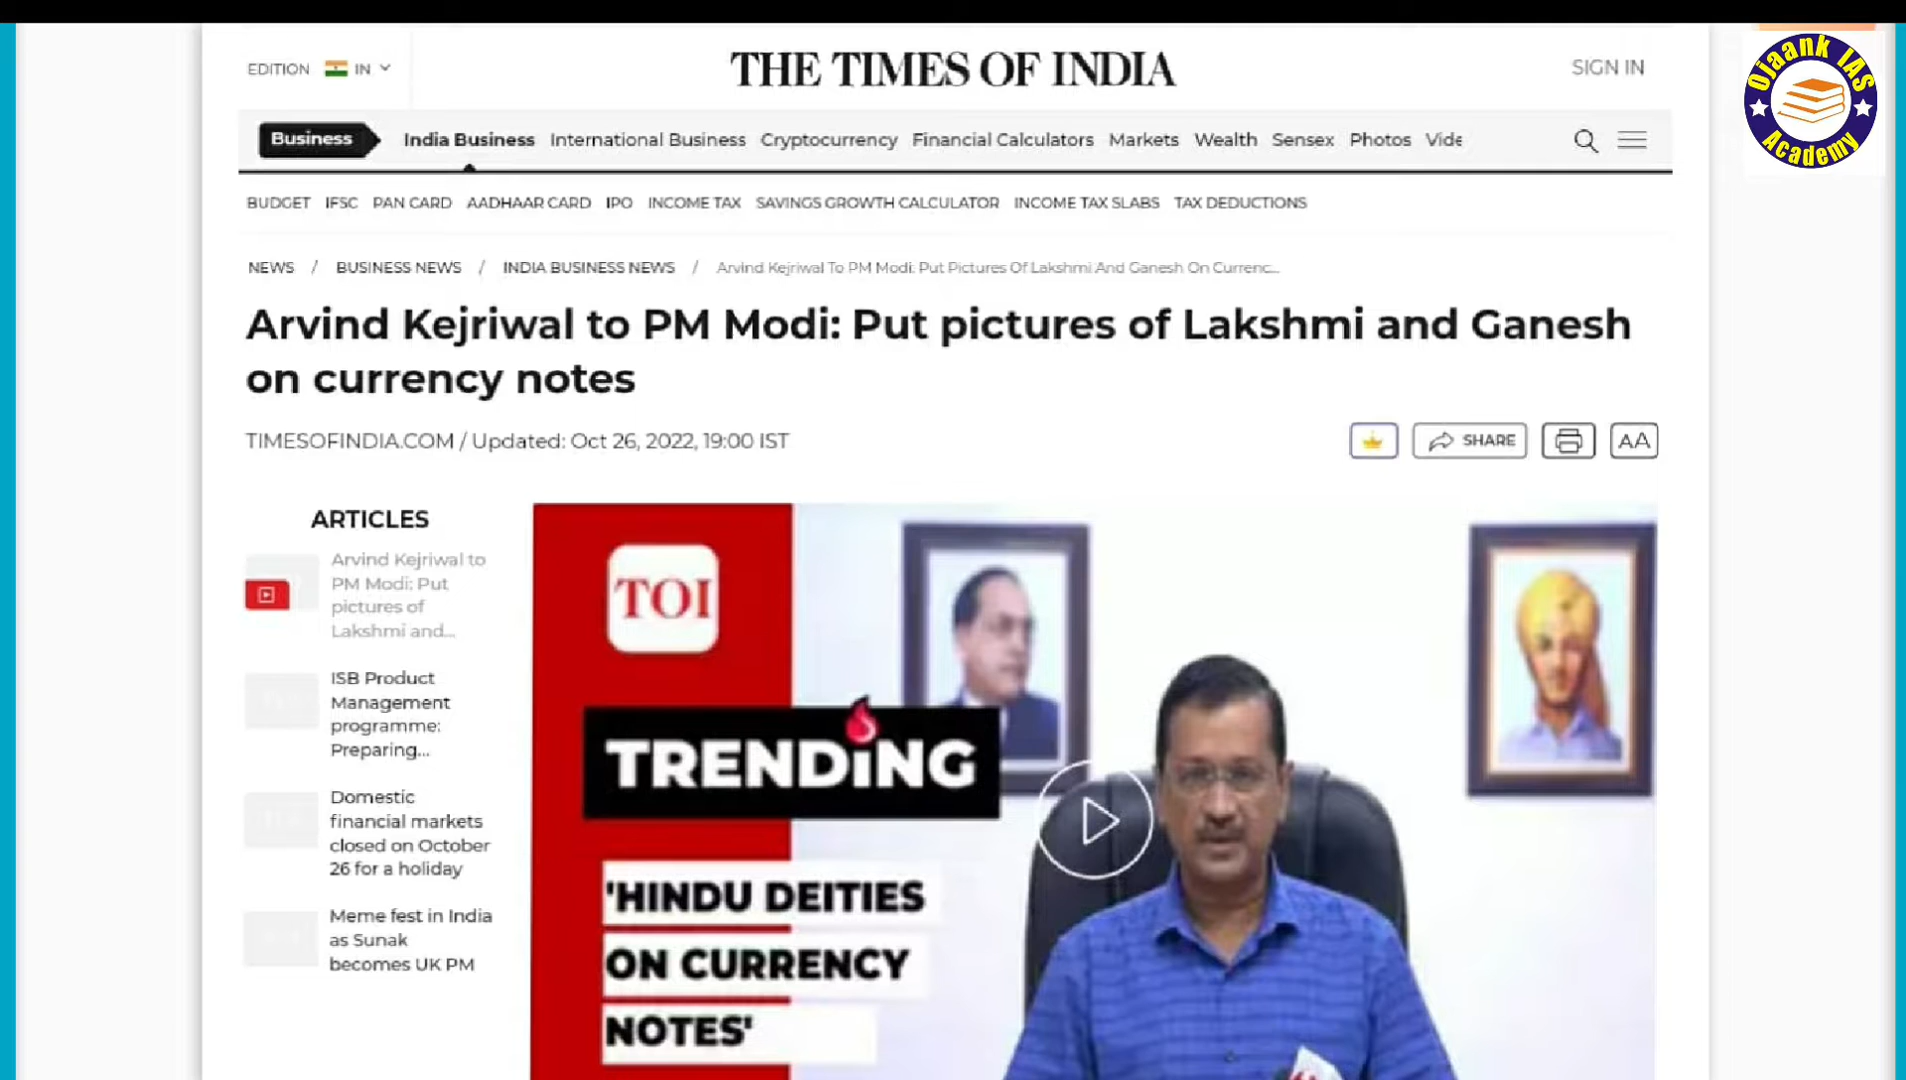 EDITION IN
THE TIMES OF INDIA
SIGN IN
Ojaank IAS
Academy
Business India Business International Business Cryptocurrency Financial Calculators Markets Wealth Sensex Photos Vide
BUDGET IFSC PAN CARD AADHAAR CARD IPO INCOME TAX SAVINGS GROWTH CALCULATOR INCOME TAX SLABS TAX DEDUCTIONS
NEWS / BUSINESS NEWS / INDIA BUSINESS NEWS / Arvind Kejriwal To PM Modi: Put Pictures Of Lakshmi And Ganesh On Currenc...
Arvind Kejriwal to PM Modi: Put pictures of Lakshmi and Ganesh
on currency notes
TIMESOFINDIA.COM / Updated: Oct 26, 2022, 19:00 IST
SHARE
AA
ARTICLES
Arvind Kejriwal to
PM Modi: Put
pictures of
Lakshmi and...
ISB Product
Management
programme:
Preparing...
Domestic
financial markets
closed on October
26 for a holiday
Meme fest in India
as Sunak
becomes UK PM
TOI
TRENDiNG
'HINDU DEITIES
ON CURRENCY
NOTES'